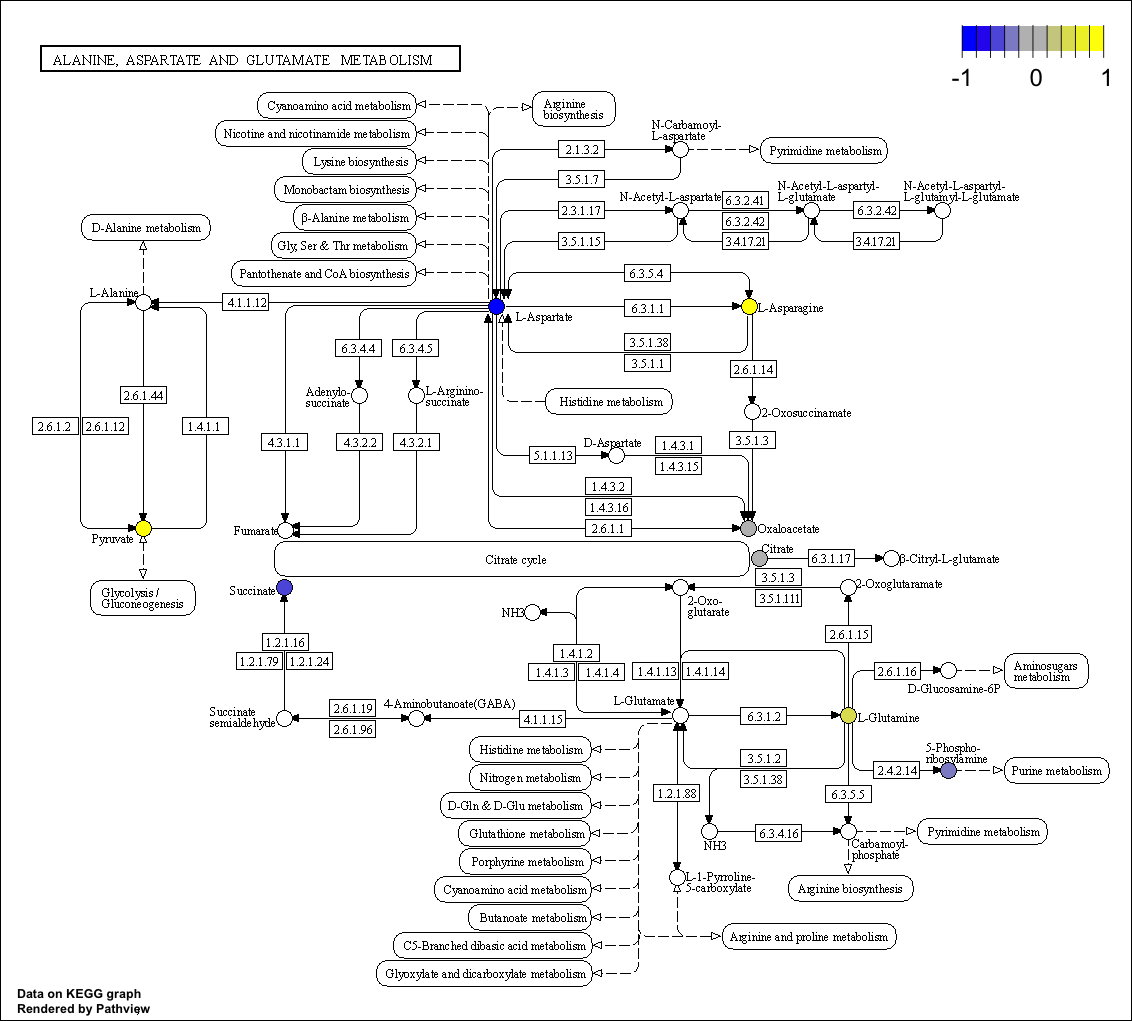 ALANINE, ASPARTATE AND GLUTAMATE METABOLISM
-1 0 1
Cyanoamino acid metabolism
Arginine
biosynthesis
Nicotine and nicotinamide metabolism
N-Carbamoyl-
L-aspartate
2.1.3.2
Pyrimidine metabolism
Lysine biosynthesis
3.5.1.7
Monobactam biosynthesis
N-Acetyl-L-aspartate
N-Acetyl-L-aspartyl-
L-glutamate
N-Acetyl-L-aspartyl-
L-glutamyl-L-glutamate
6.3.2.41
2.3.1.17
6.3.2.42
6.3.2.42
β-Alanine metabolism
D-Alanine metabolism
Gly, Ser & Thr metabolism
3.5.1.15
3.4.17.21
3.4.17.21
Pantothenate and CoA biosynthesis
6.3.5.4
L-Alanine
4.1.1.12
6.3.1.1
L-Asparagine
L-Aspartate
6.3.4.4
6.3.4.5
3.5.1.38
3.5.1.1
2.6.1.14
2.6.1.44
Adenylo-
succinate
L-Arginino-
succinate
Histidine metabolism
2-Oxosuccinamate
2.6.1.2
2.6.1.12
1.4.1.1
4.3.1.1
4.3.2.2
4.3.2.1
D-Aspartate
5.1.1.13
1.4.3.1
1.4.3.15
3.5.1.3
1.4.3.2
1.4.3.16
2.6.1.1
Oxaloacetate
Fumarate
Pyruvate
Citrate cycle
Citrate
6.3.1.17
β-Citryl-L-glutamate
Glycolysis /
Gluconeogenesis
Succinate
3.5.1.3
3.5.1.111
2-Oxoglutaramate
2-Oxo-
glutarate
NH3
1.2.1.16
1.2.1.79
1.2.1.24
1.4.1.2
1.4.1.3
1.4.1.4
1.4.1.13
1.4.1.14
2.6.1.15
2.6.1.16
D-Glucosamine-6P
Aminosugars
metabolism
Succinate
semialdehyde
2.6.1.19
2.6.1.96
4-Aminobutanoate(GABA)
4.1.1.15
L-Glutamate
6.3.1.2
L-Glutamine
Histidine metabolism
3.5.1.2
3.5.1.38
5-Phospho-
ribosylamine
2.4.2.14
Purine metabolism
Nitrogen metabolism
1.2.1.88
6.3.5.5
D-Gln & D-Glu metabolism
Glutathione metabolism
NH3
6.3.4.16
Carbamoyl-
phosphate
Pyrimidine metabolism
Porphyrine metabolism
L-1-Pyrroline-
5-carboxylate
Cyanoamino acid metabolism
Arginine biosynthesis
Butanoate metabolism
C5-Branched dibasic acid metabolism
Arginine and proline metabolism
Glyoxylate and dicarboxylate metabolism
Data on KEGG graph
Rendered by Pathview